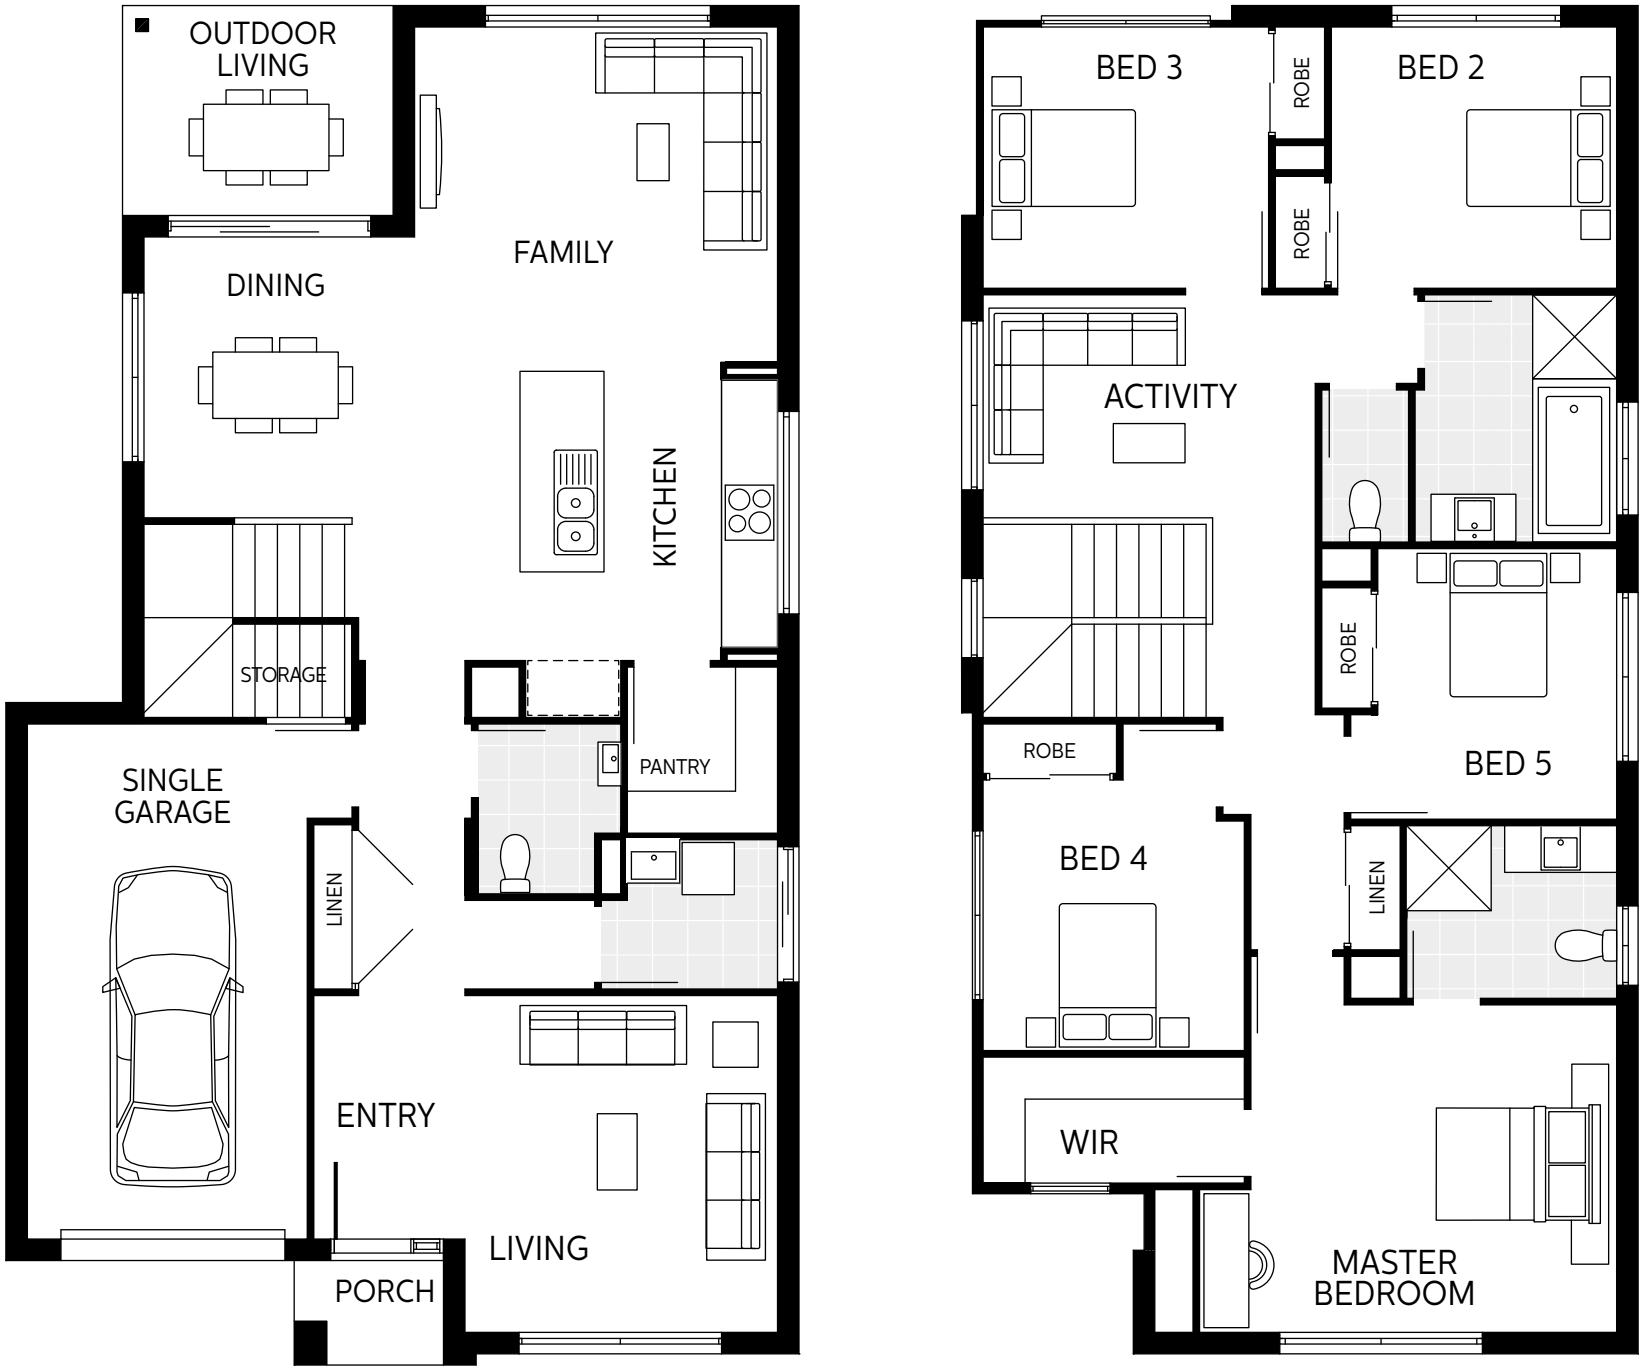 OUTDOOR
LIVING
FAMILY
DINING
KITCHEN
STORAGE
PANTRY
SINGLE
GARAGE
LINEN
ENTRY
LIVING
PORCH
BED 3
ROBE
BED 2
ROBE
ACTIVITY
ROBE
BED 5
ROBE
BED 4
LINEN
WIR
MASTER
BEDROOM